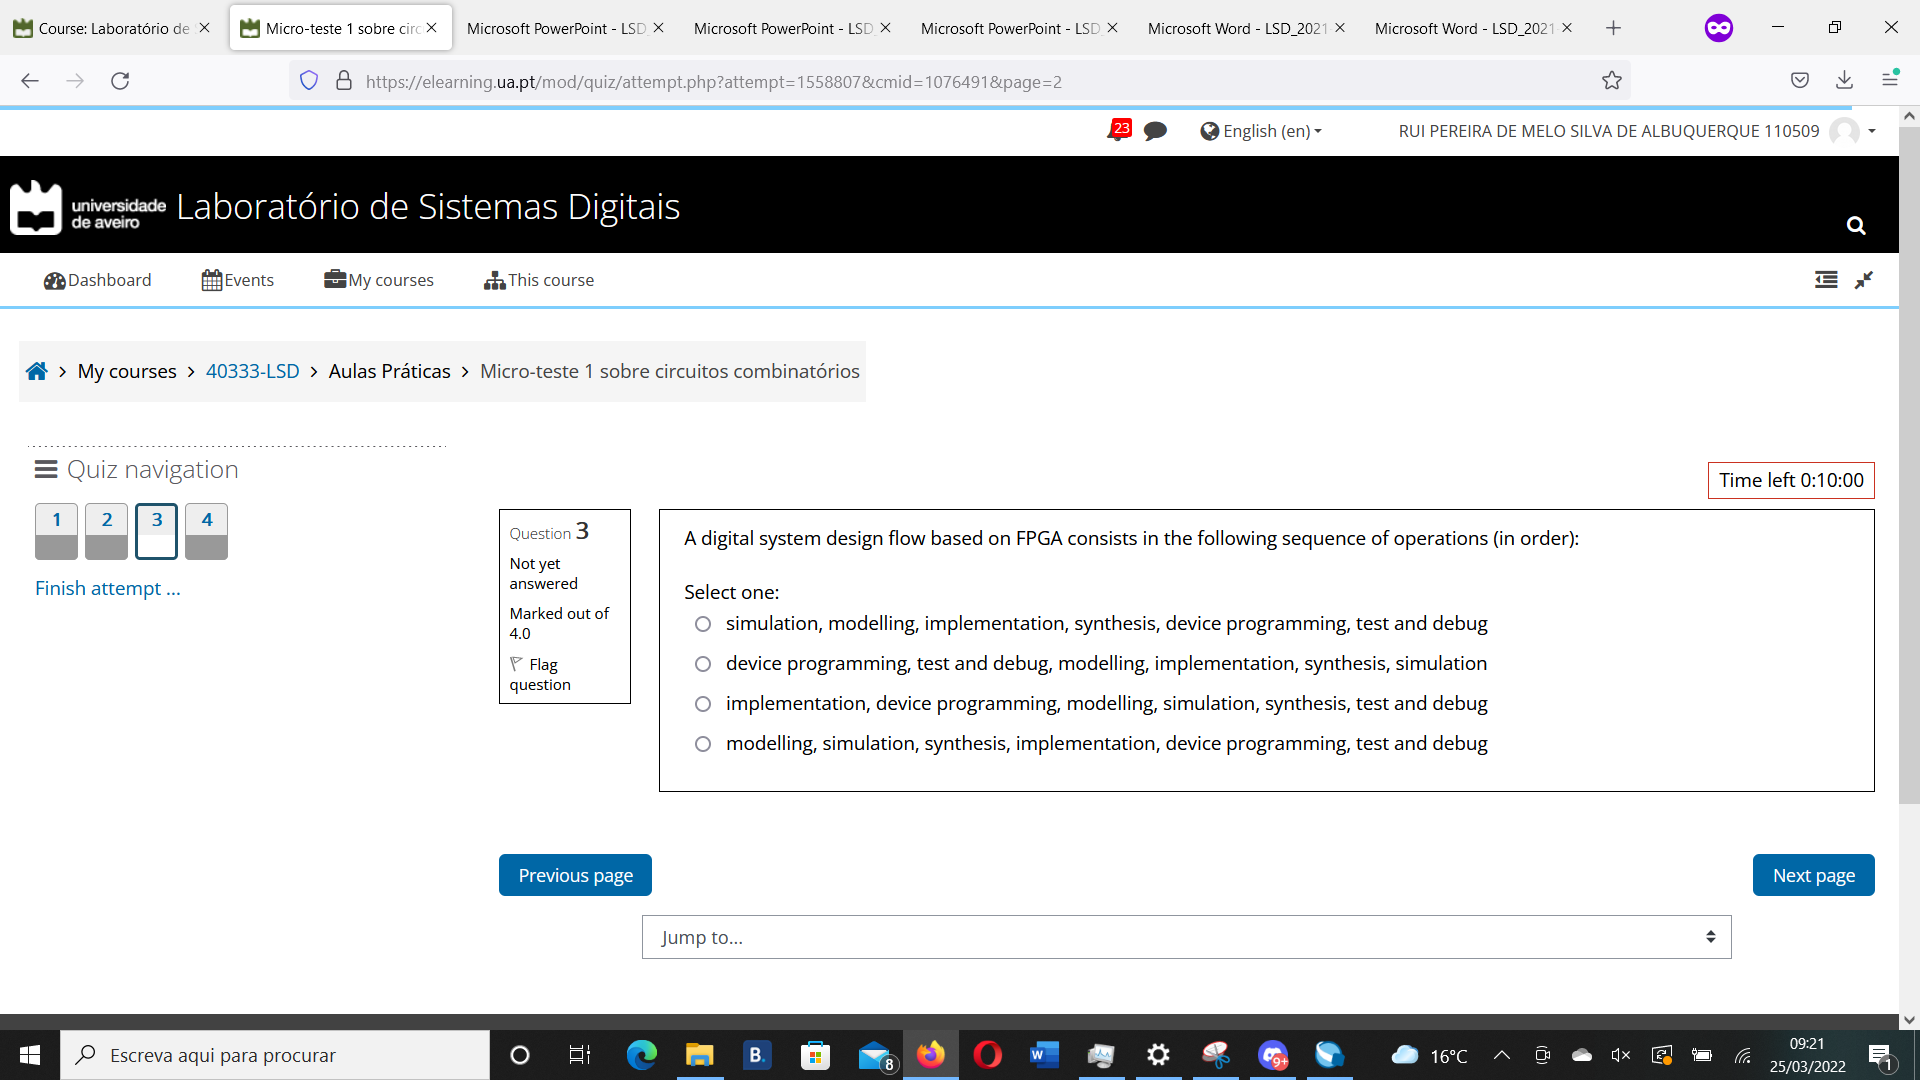 Course: Laboratório de
Micro-teste 1 sobre circ
Microsoft PowerPoint - LSD
Microsoft PowerPoint - LSD
Microsoft PowerPoint - LSD
Microsoft Word - LSD_2021
Microsoft Word - LSD_2021
https://elearning.ua.pt/mod/quiz/attempt.php?attempt=1558807&cmid=1076491&page=2
23
English (en)
RUI PEREIRA DE MELO SILVA DE ALBUQUERQUE 110509
universidade
de aveiro
Laboratório de Sistemas Digitais
Dashboard
Events
My courses
This course
My courses > 40333-LSD > Aulas Práticas > Micro-teste 1 sobre circuitos combinatórios
Quiz navigation
1 2 3 4
Finish attempt ...
Time left 0:10:00
Question 3
Not yet
answered
Marked out of
4.0
Flag
question
A digital system design flow based on FPGA consists in the following sequence of operations (in order):
Select one:
simulation, modelling, implementation, synthesis, device programming, test and debug
device programming, test and debug, modelling, implementation, synthesis, simulation
implementation, device programming, modelling, simulation, synthesis, test and debug
modelling, simulation, synthesis, implementation, device programming, test and debug
Previous page
Next page
Jump to...
Escreva aqui para procurar
B.
8
W
9+
16°C
09:21
25/03/2022
1